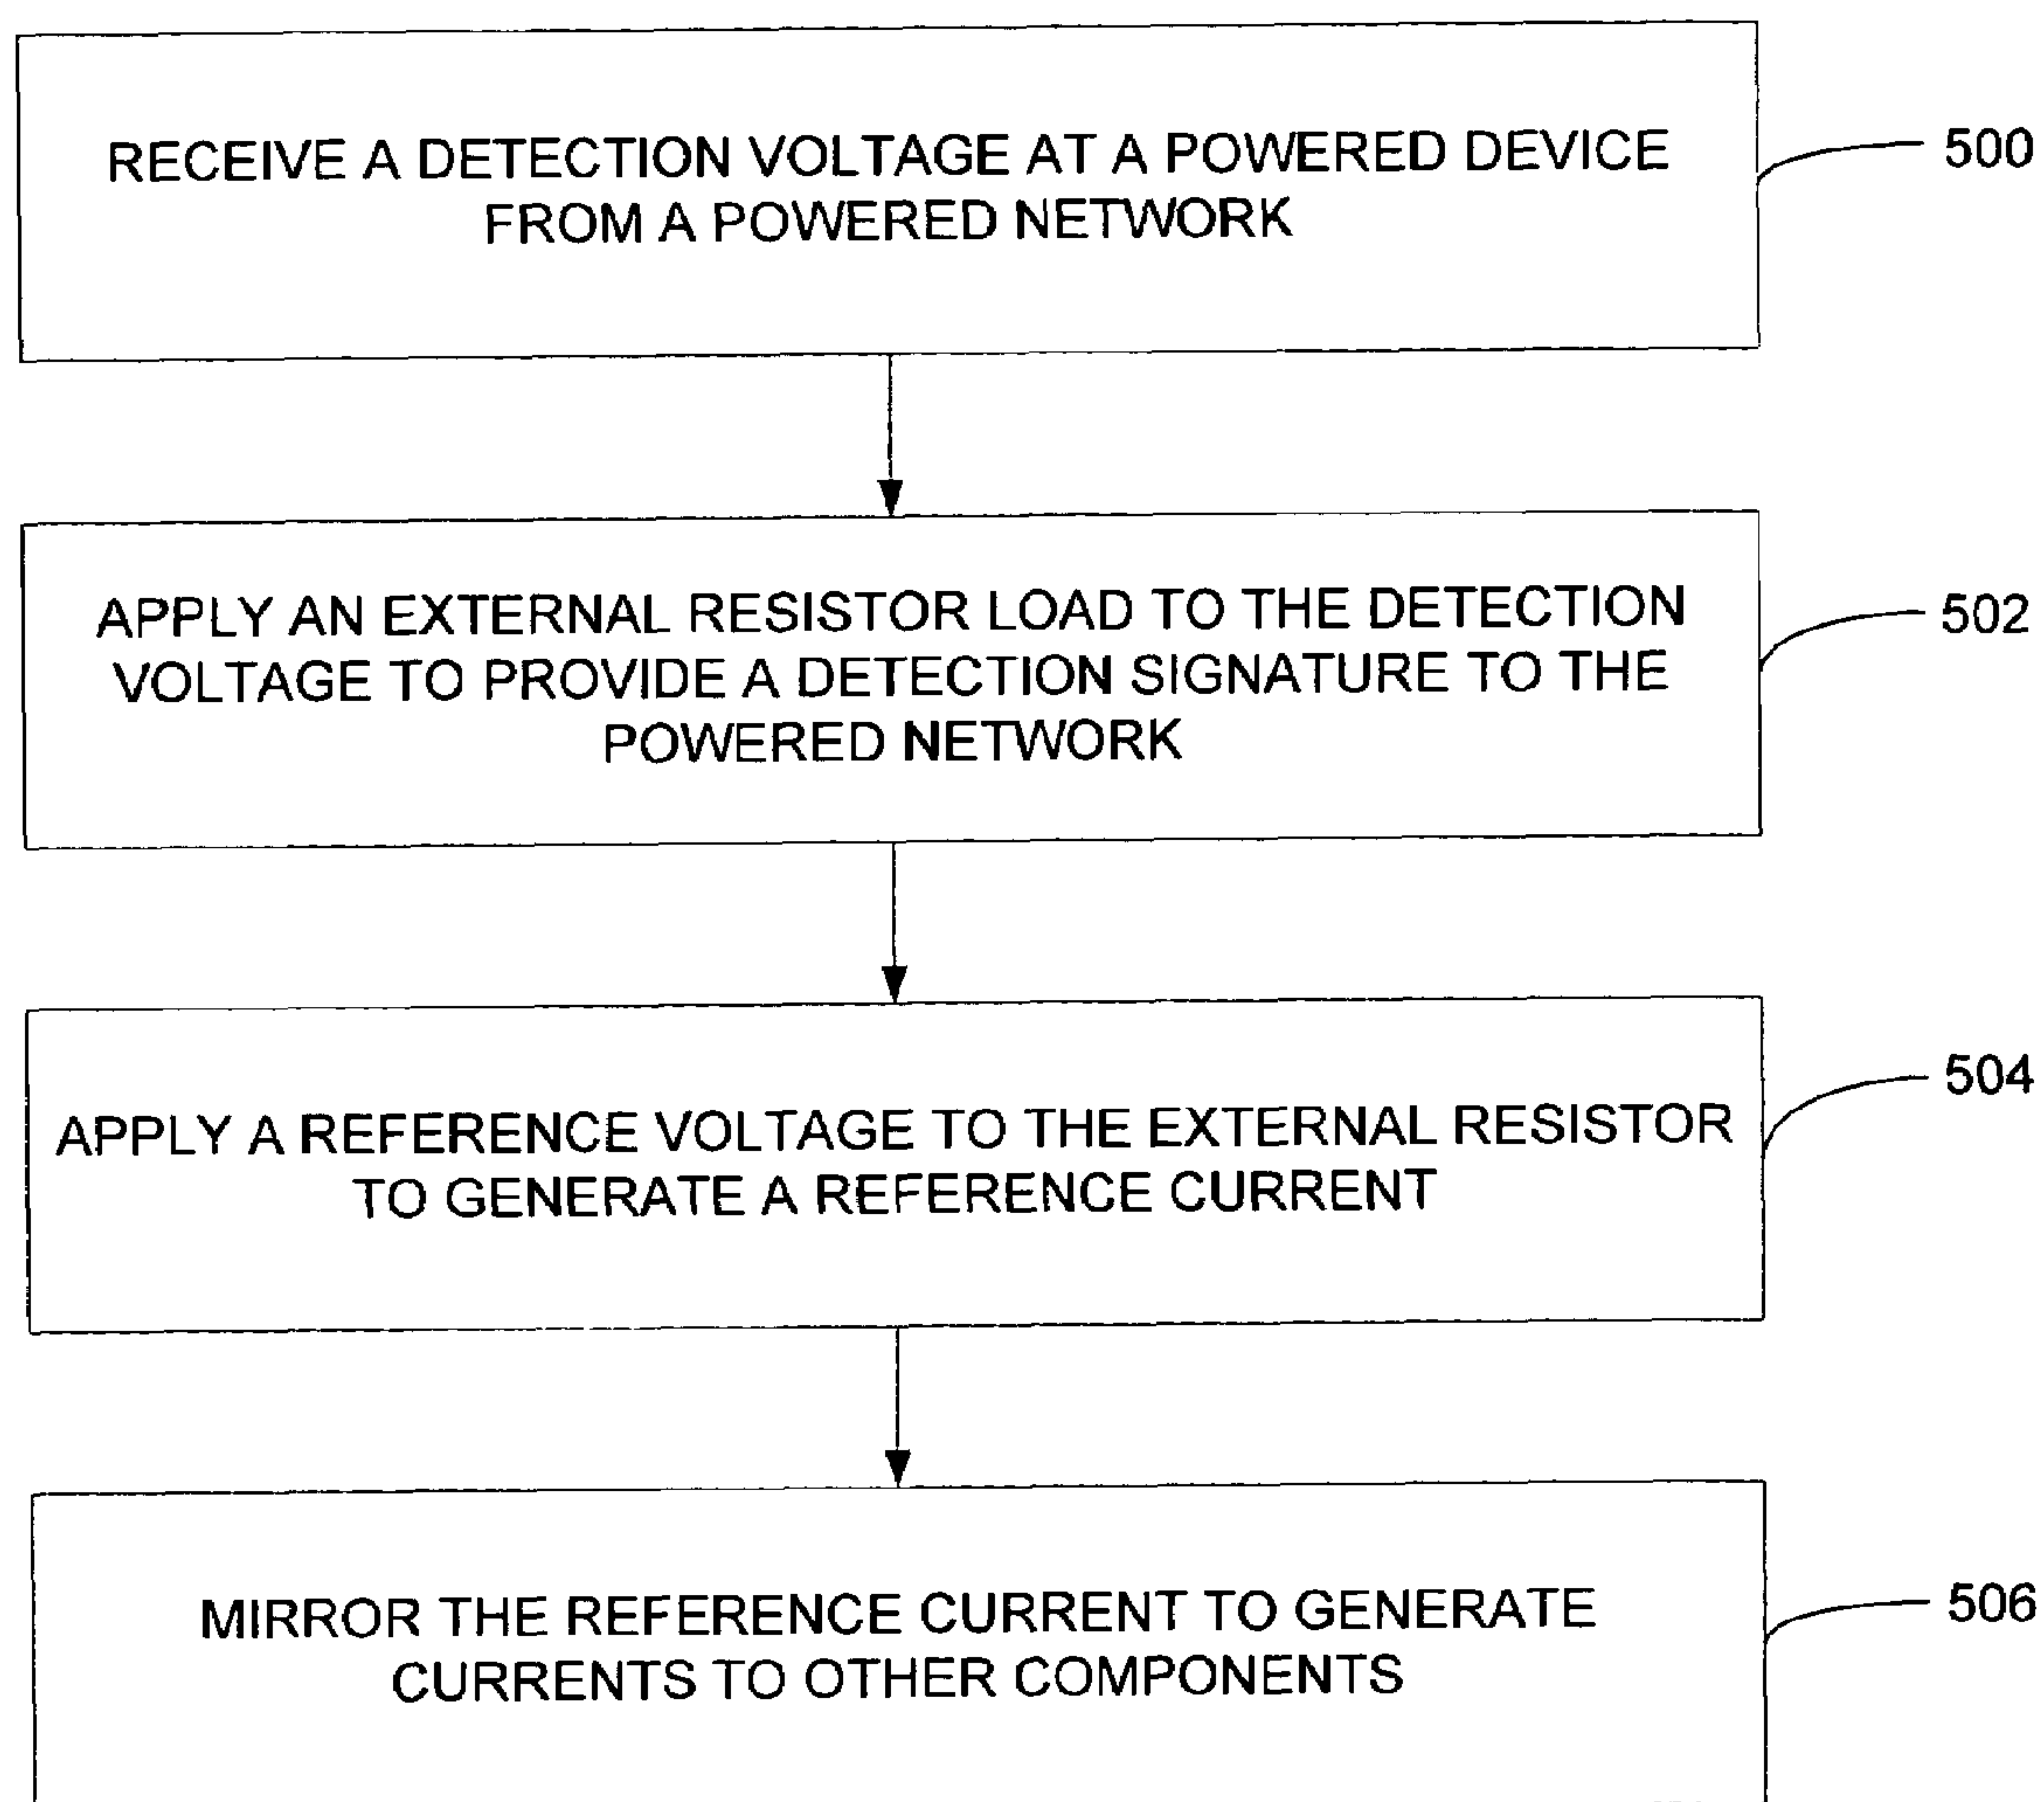 RECEIVE A DETECTION VOLTAGE AT A POWERED DEVICE
FROM A POWERED NETWORK
500
APPLY AN EXTERNAL RESISTOR LOAD TO THE DETECTION
VOLTAGE TO PROVIDE A DETECTION SIGNATURE TO THE
POWERED NETWORK
502
APPLY A REFERENCE VOLTAGE TO THE EXTERNAL RESISTOR
TO GENERATE A REFERENCE CURRENT
504
MIRROR THE REFERENCE CURRENT TO GENERATE
CURRENTS TO OTHER COMPONENTS
506